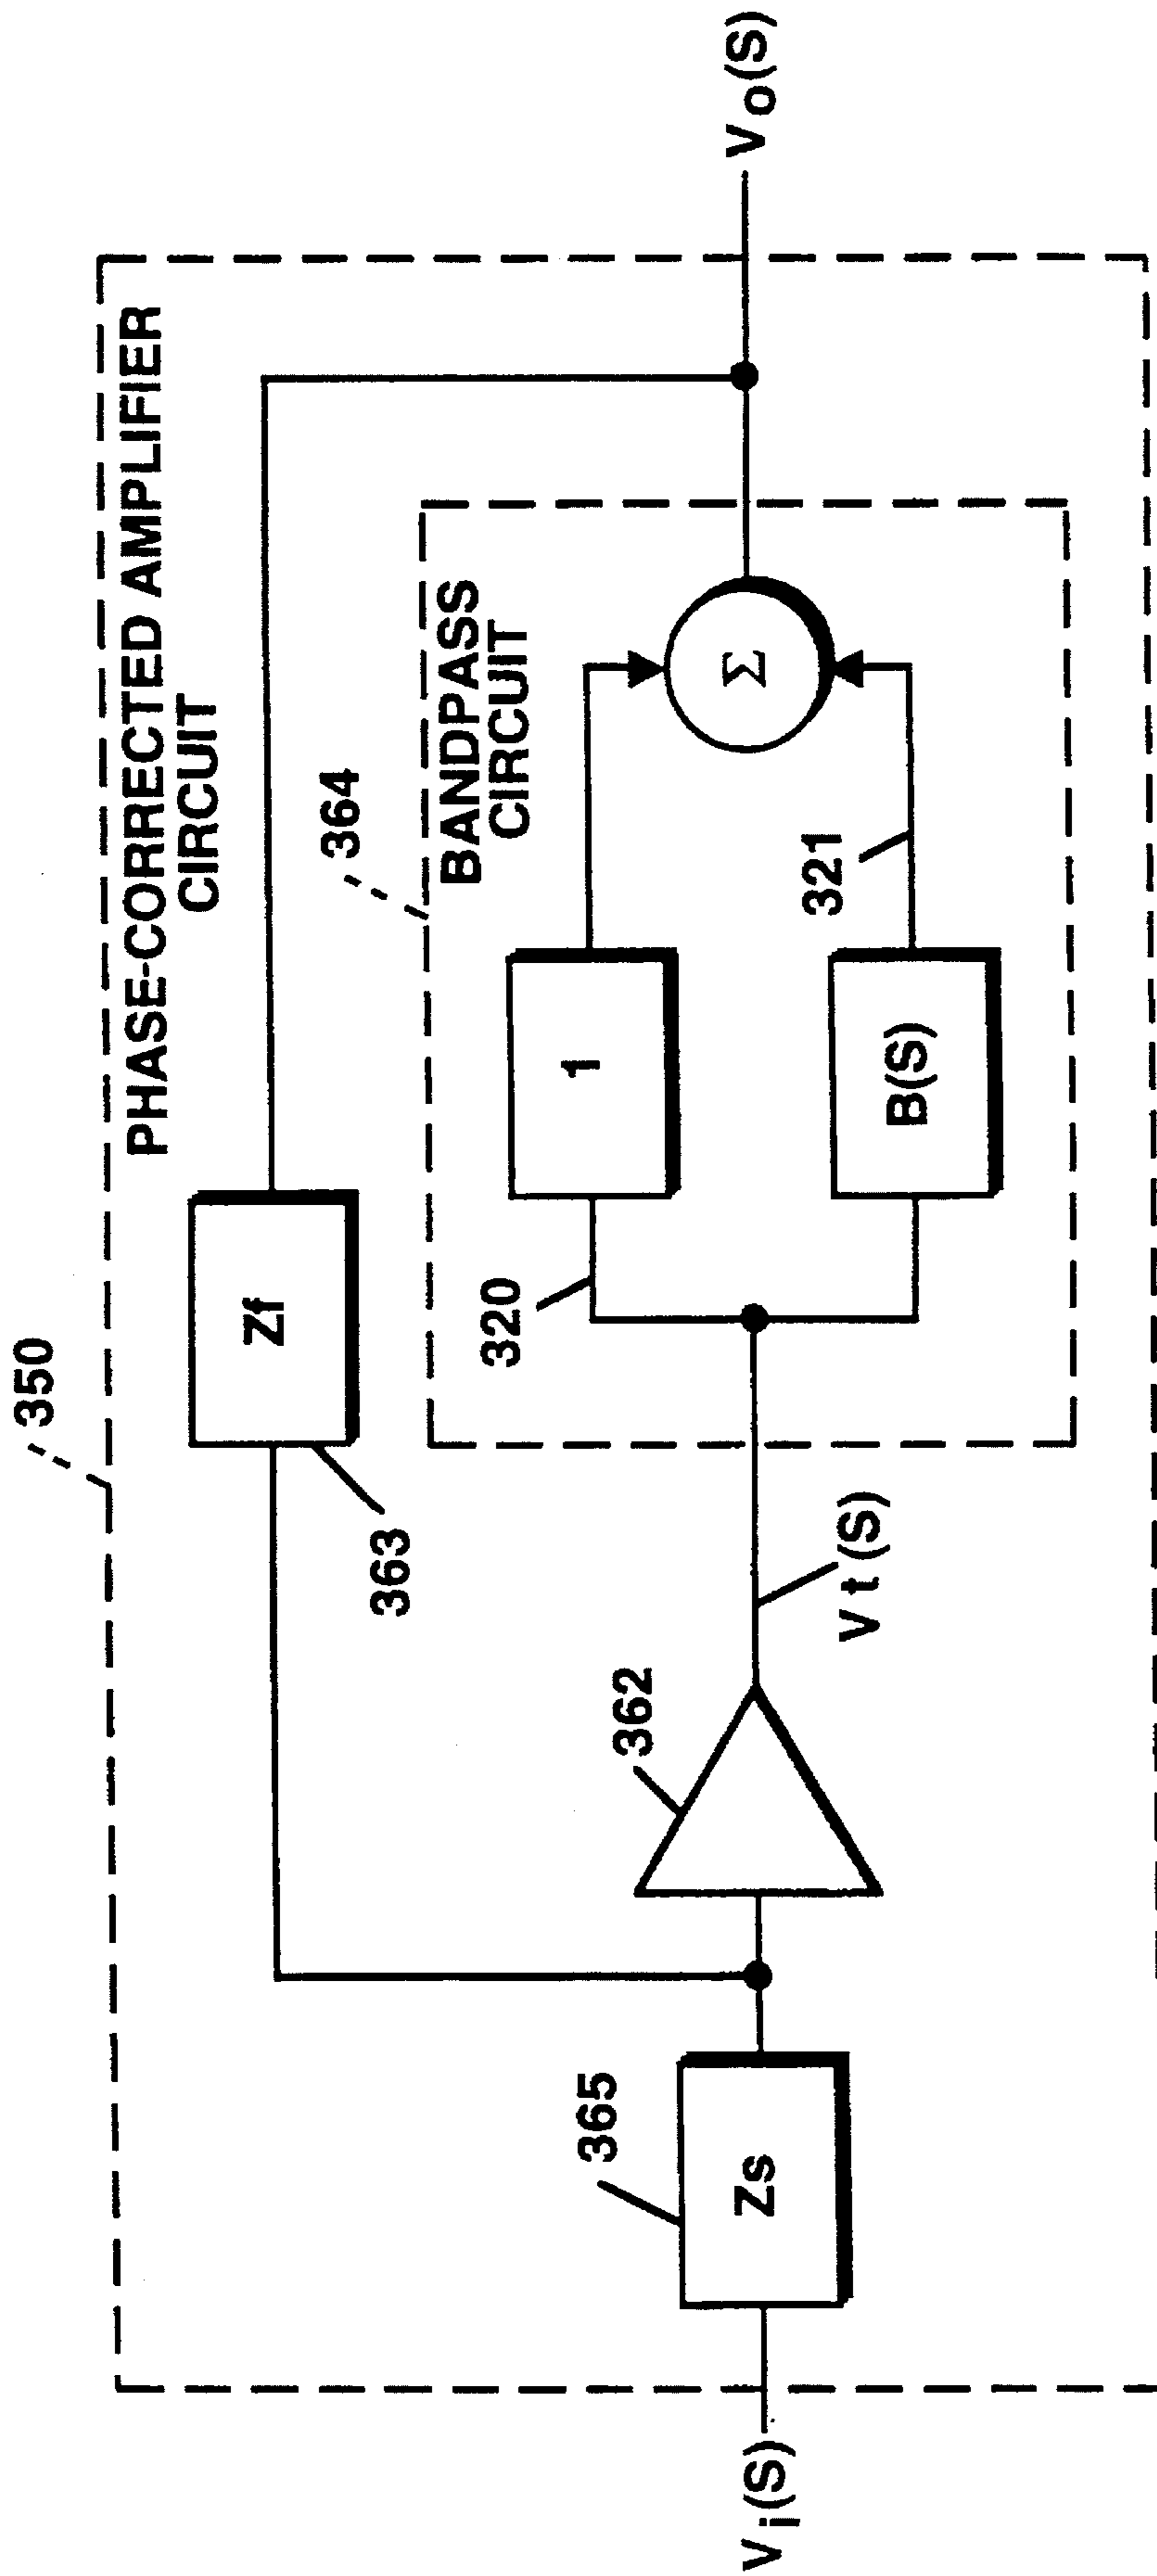 350
PHASE-CORRECTED AMPLIFIER
CIRCUIT
Zf
363
364
BANDPASS
CIRCUIT
320
1
Σ
321
B(S)
362
Vt(S)
365
Zs
Vi(S)
Vo(S)